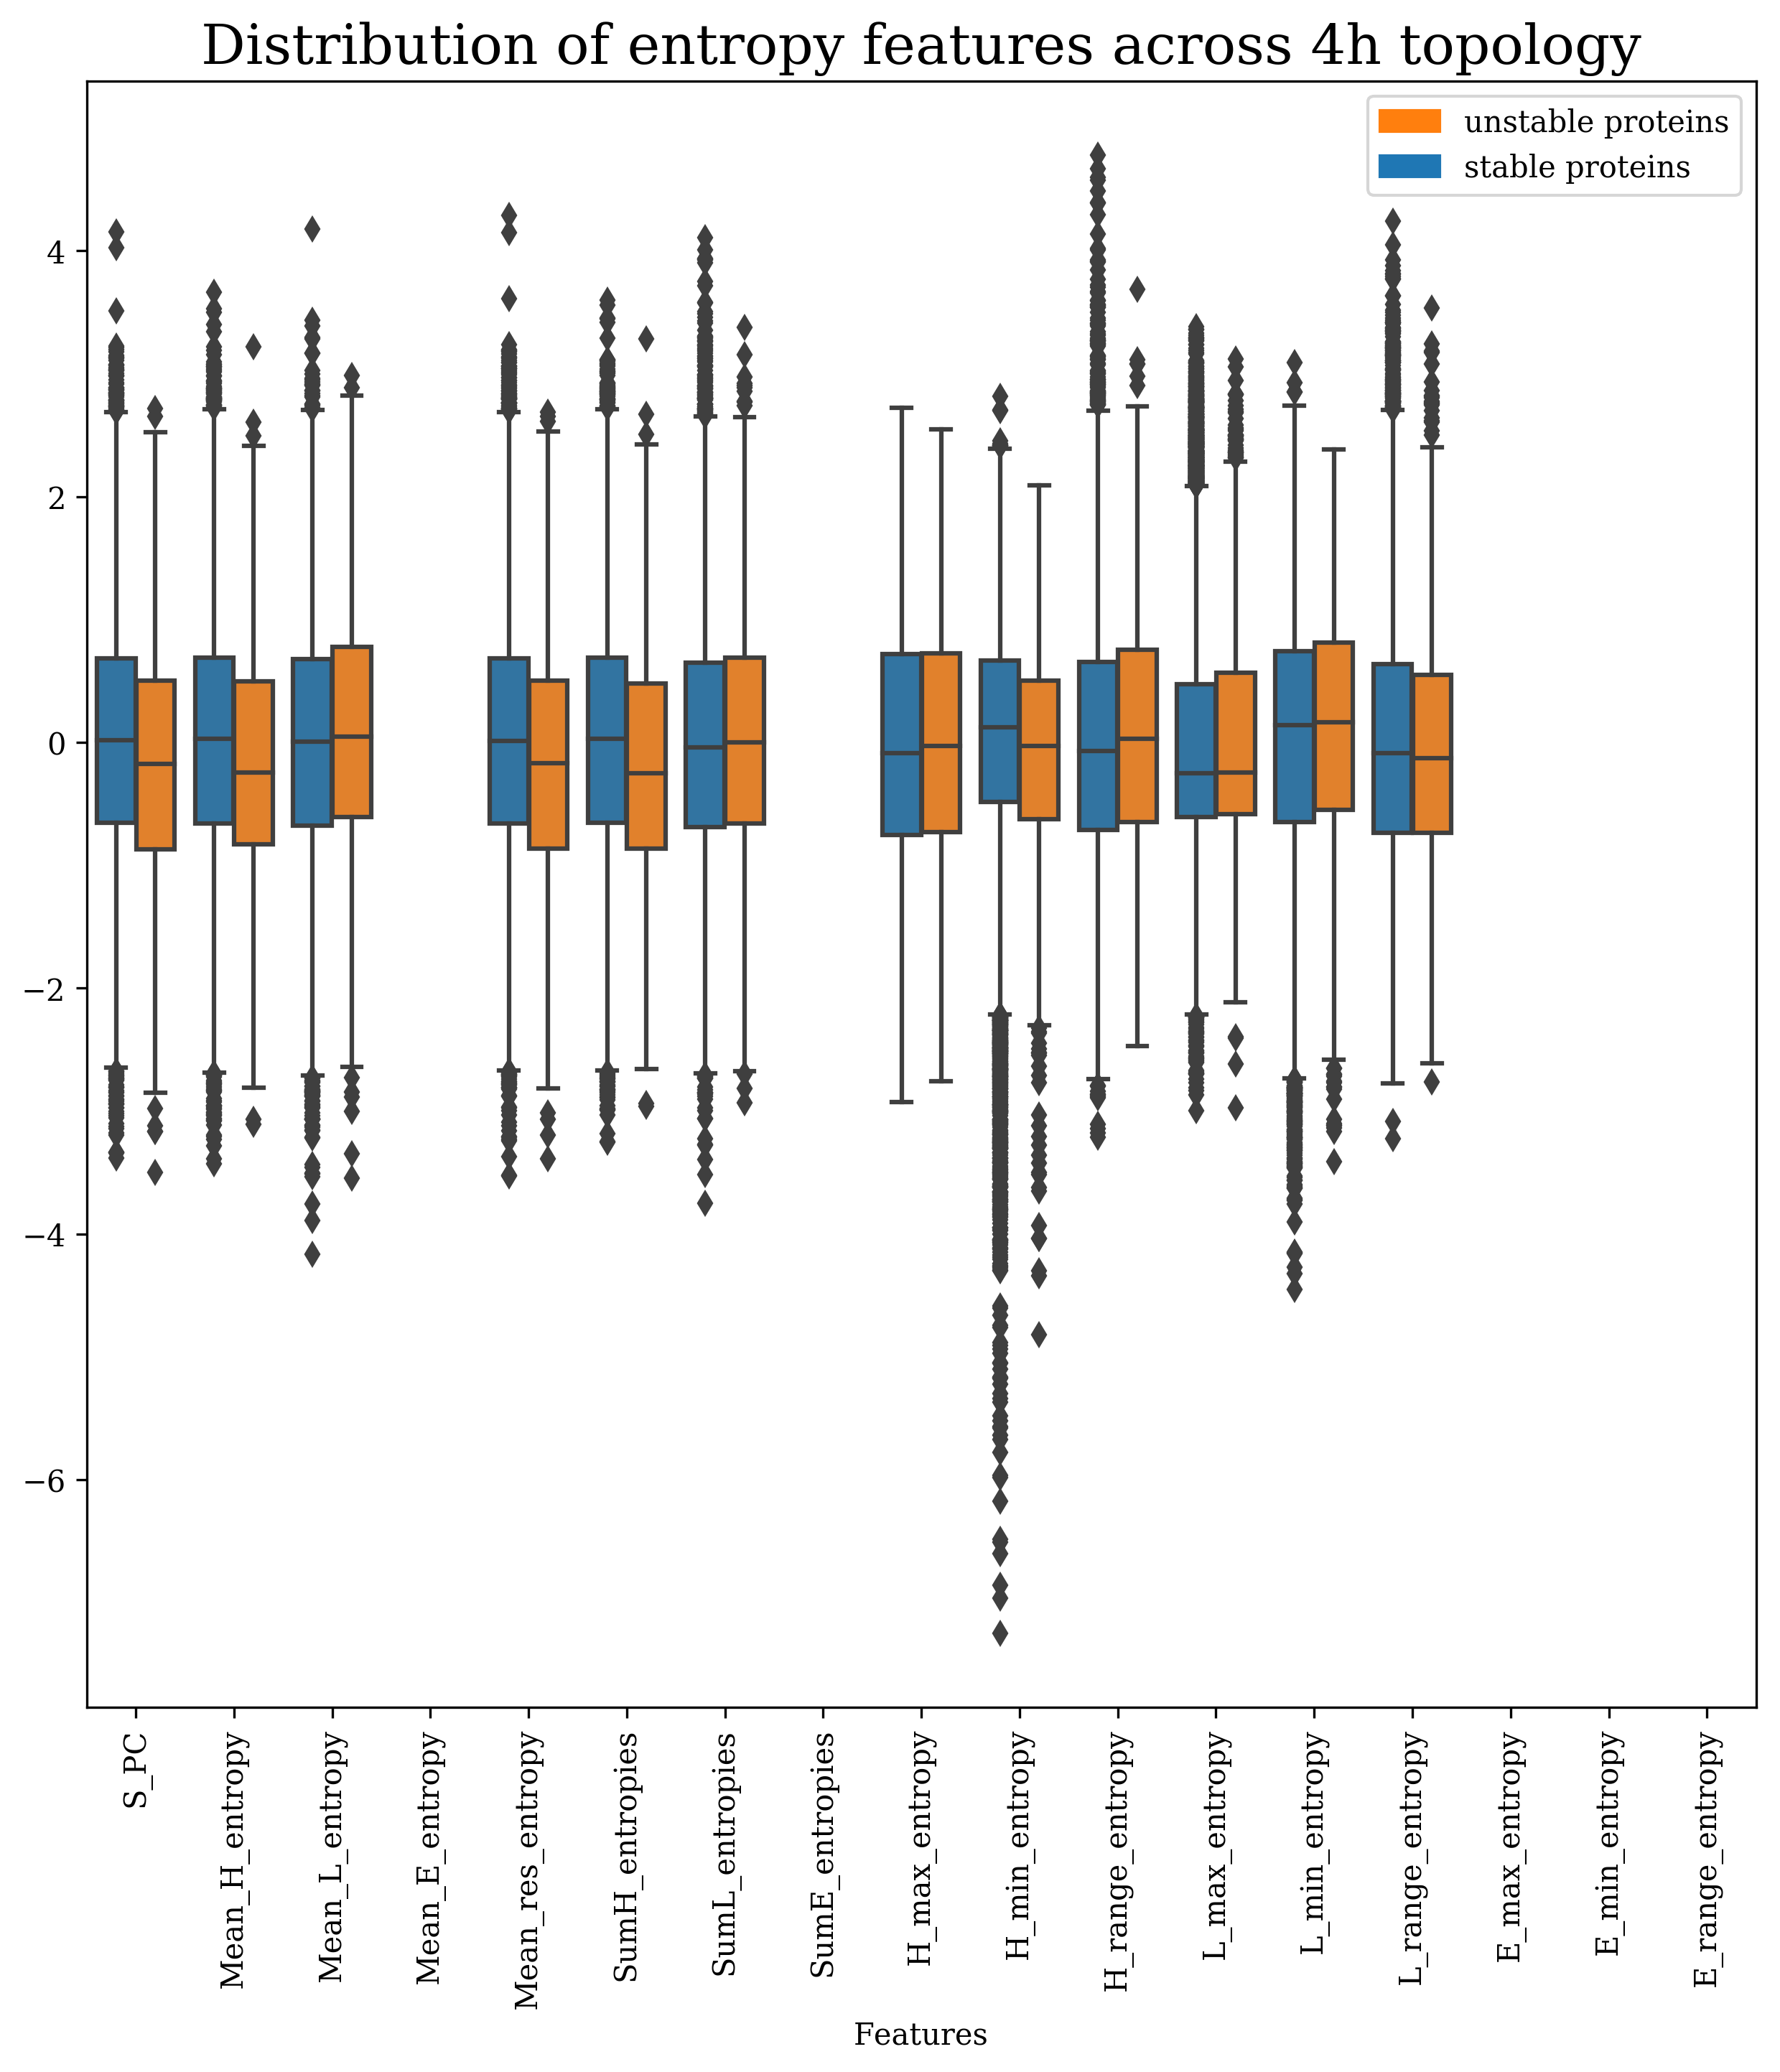 Distribution of entropy features across 4h topology
unstable proteins
stable proteins
4
2
0
−2
−4
−6
S_PC
Mean_H_entropy
Mean_L_entropy
Mean_E_entropy
Mean_res_entropy
SumH_entropies
SumL_entropies
SumE_entropies
H_max_entropy
H_min_entropy
H_range_entropy
L_max_entropy
L_min_entropy
L_range_entropy
E_max_entropy
E_min_entropy
E_range_entropy
Features